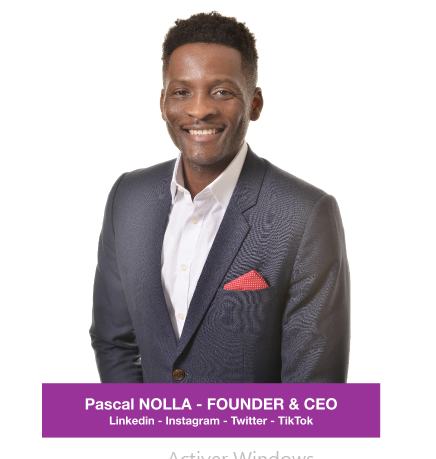 Pascal NOLLA - FOUNDER & CEO
Linkedin - Instagram - Twitter - TikTok
Activer Windows